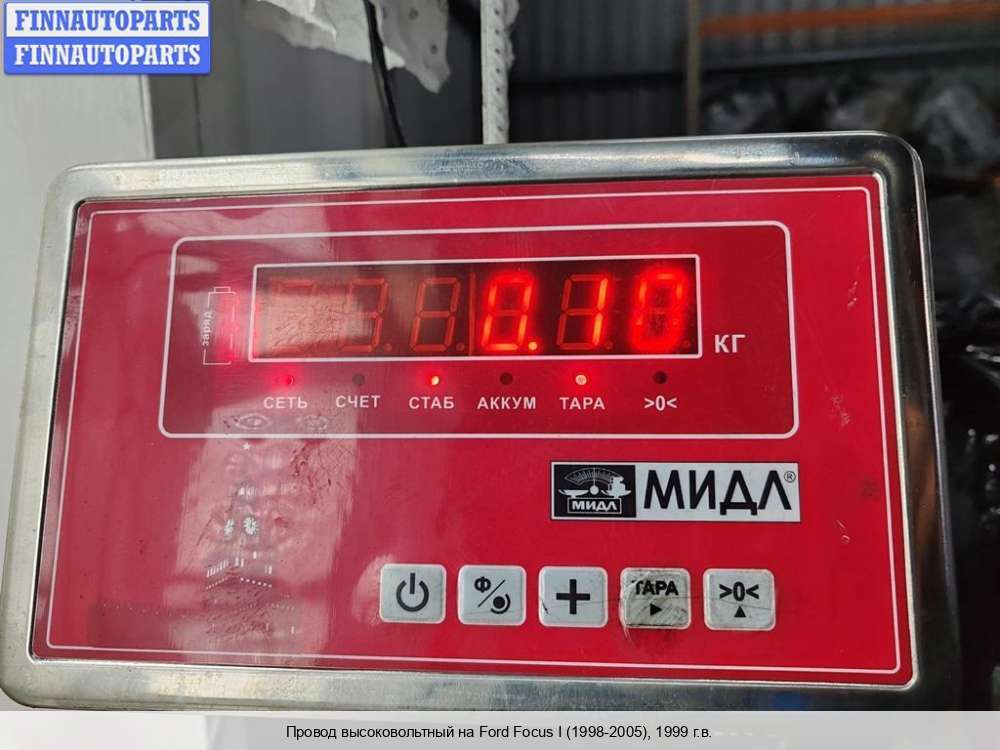 FINNAUTOPARTS
FINNAUTOPARTS
заряд
0.10 КГ
СЕТЬ СЧЕТ СТАБ АККУМ ТАРА >0<
МИДЛ МИДЛ®
Ф/ + ТАРА >0<
Провод высоковольтный на Ford Focus I (1998-2005), 1999 г.в.